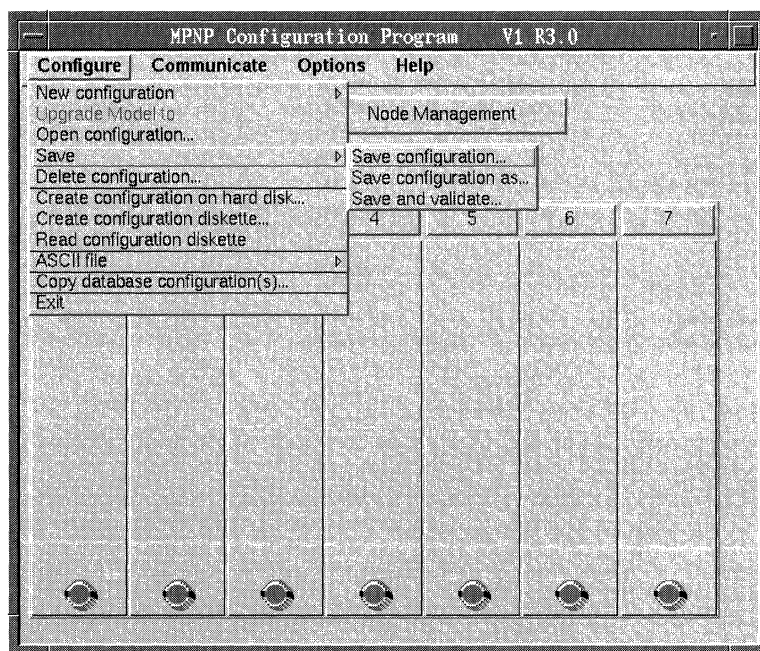 MPNP Configuration Program V1 R3.0
Configure Communicate Options Help
New configuration
Upgrade Model to
Node Management
Open configuration...
Save
Save configuration...
Delete configuration...
Save configuration as...
Create configuration on hard disk...
Save and validate...
Create configuration diskette...
4 5 6 7
Read configuration diskette
ASCII file
Copy database configuration(s)...
Exit